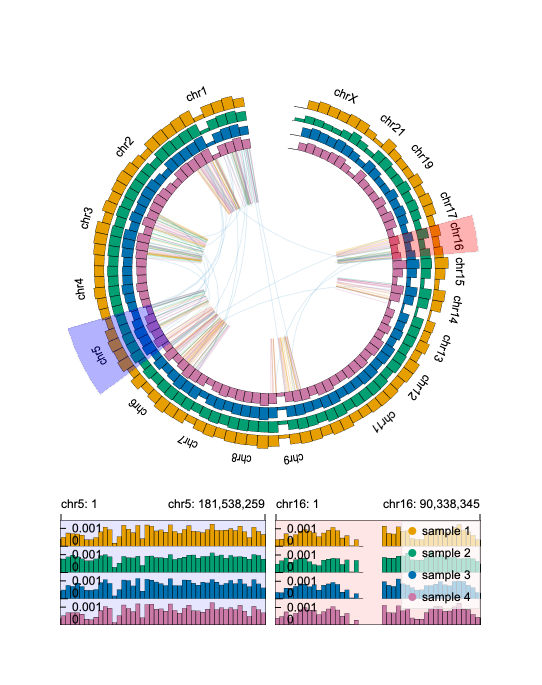 chr1
chrX
chr21
chr2
chr19
chr3
chr17
chr16
chr4
chr15
chr14
chr5
chr13
chr6
chr12
chr7
chr11
chr8
chr9
chr5: 1
chr5: 181,538,259
chr16: 1
chr16: 90,338,345
0.001
0
0.001
0
sample 1
0.001
0
0.001
0
sample 2
0.001
0
0.001
0
sample 3
0.001
0
0.001
0
sample 4